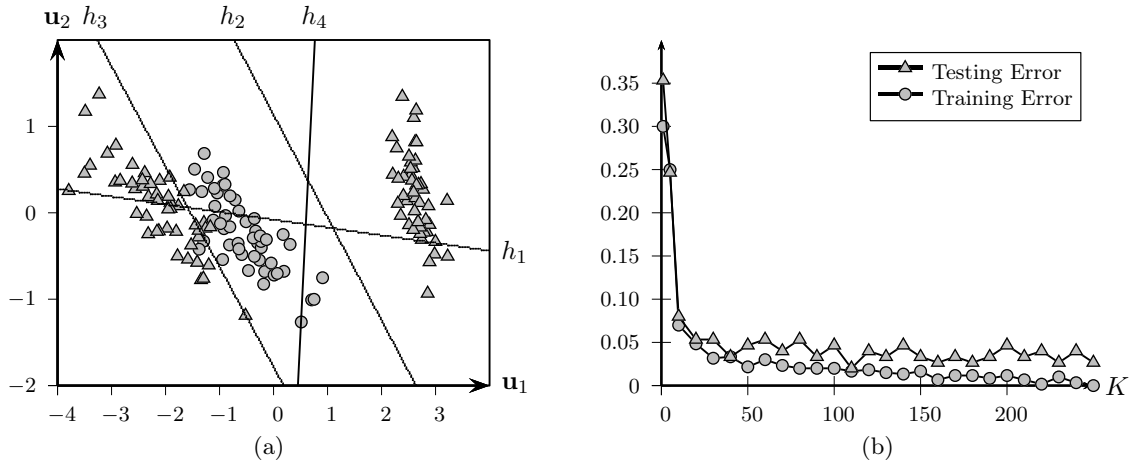 u₂ h₃ h₂ h₄
1
0
−1
−2
−4 −3 −2 −1 0 1 2 3
u₁
h₁
(a)
Testing Error
Training Error
0.35
0.30
0.25
0.20
0.15
0.10
0.05
0
0 50 100 150 200
K
(b)